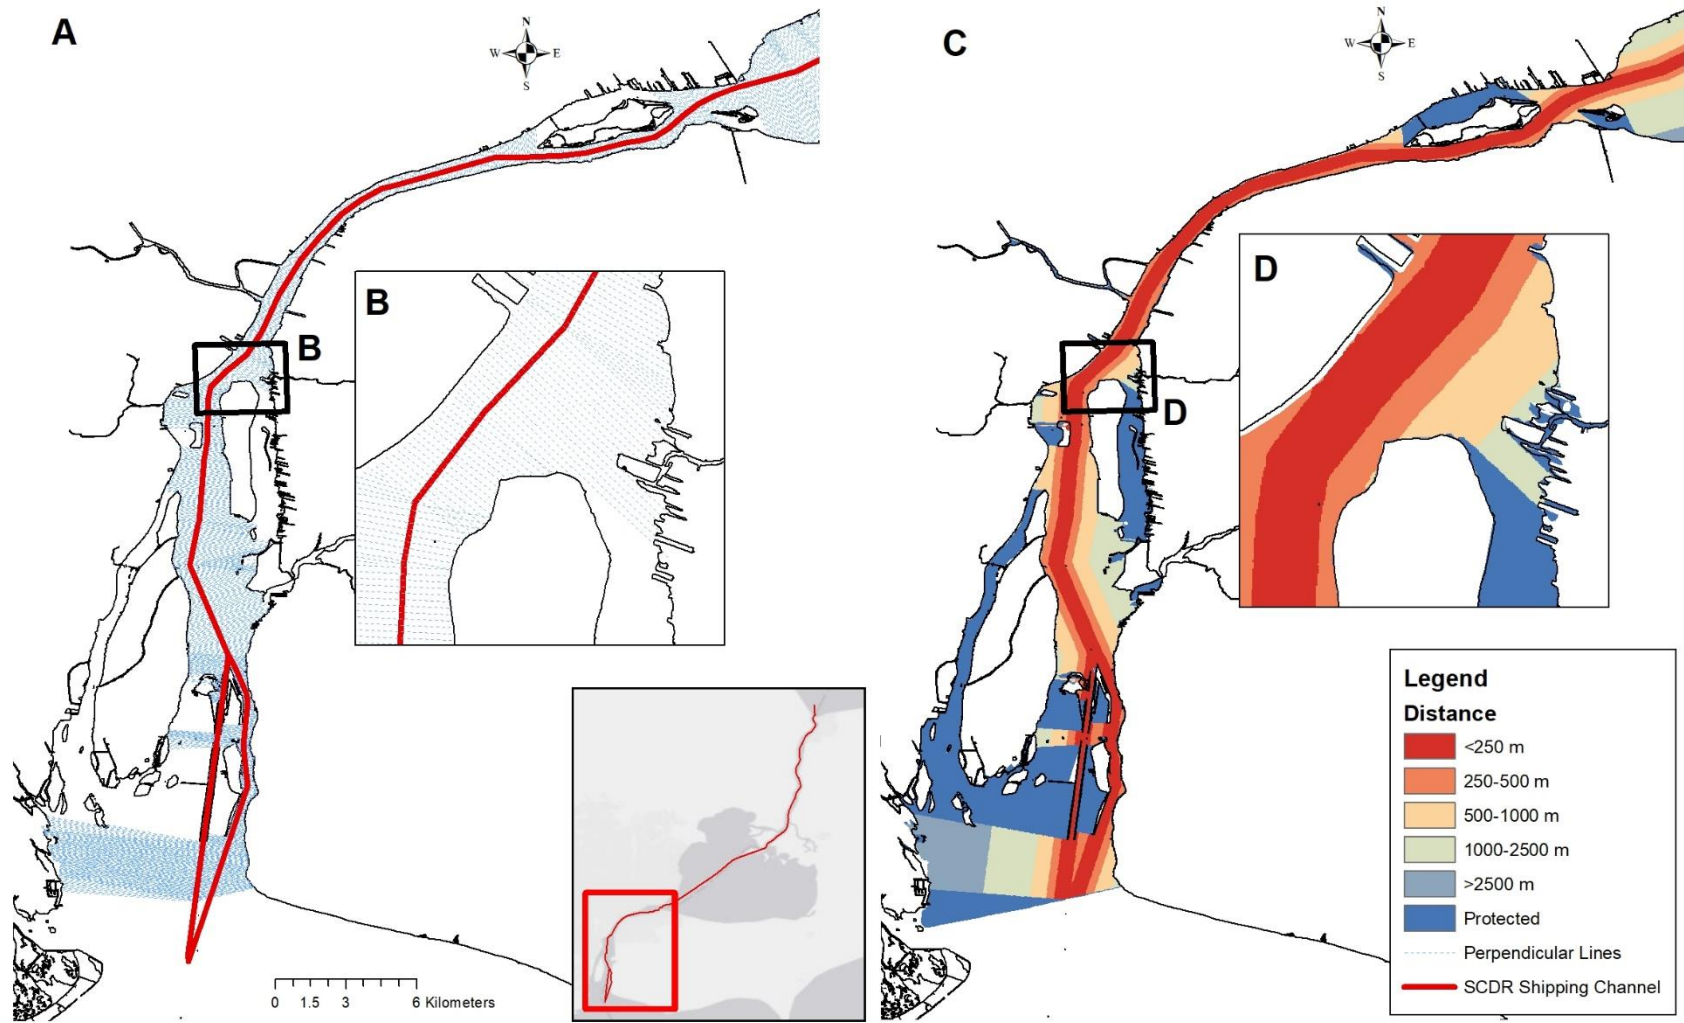 A
N
W E
S
B
B
0 1.5 3 6 Kilometers
C
N
W E
S
D
D
Legend
Distance
<250 m
250-500 m
500-1000 m
1000-2500 m
>2500 m
Protected
Perpendicular Lines
SCDR Shipping Channel